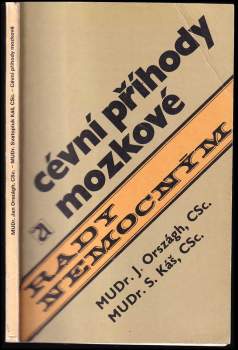 MUDr. Jan Országh, CSc. – MUDr. Svatopluk Káš, CSc. – Cévní příhody mozkové
cévní příhody
mozkové
a
RADY
NEMOCNÝM
MUDr. J. Országh, CSc.
MUDr. S. Káš, CSc.